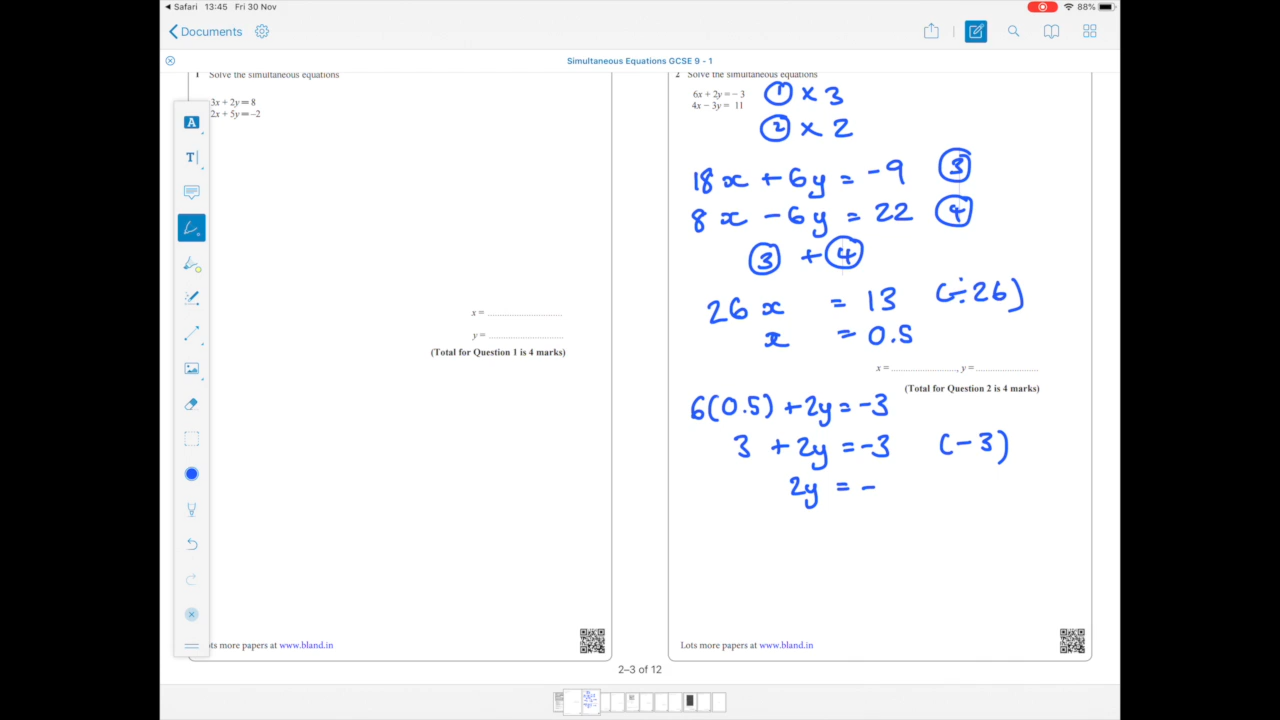 Safari 13:45 Fri 30 Nov 88%
Documents
Simultaneous Equations GCSE 9 - 1
1 Solve the simultaneous equations
3x + 2y = 8
2x + 5y = –2
x = ............................
y = ............................
(Total for Question 1 is 4 marks)
ots more papers at www.bland.in
2 Solve the simultaneous equations
6x + 2y = – 3 ① × 3
4x – 3y = 11
② × 2
18x + 6y = -9 ③
8x - 6y = 22 ④
③ + ④
26x = 13 (÷26)
x = 0.5
x = ............................, y = ..........................
(Total for Question 2 is 4 marks)
6(0.5) + 2y = -3
3 + 2y = -3 (-3)
2y = -
Lots more papers at www.bland.in
2–3 of 12
A
T